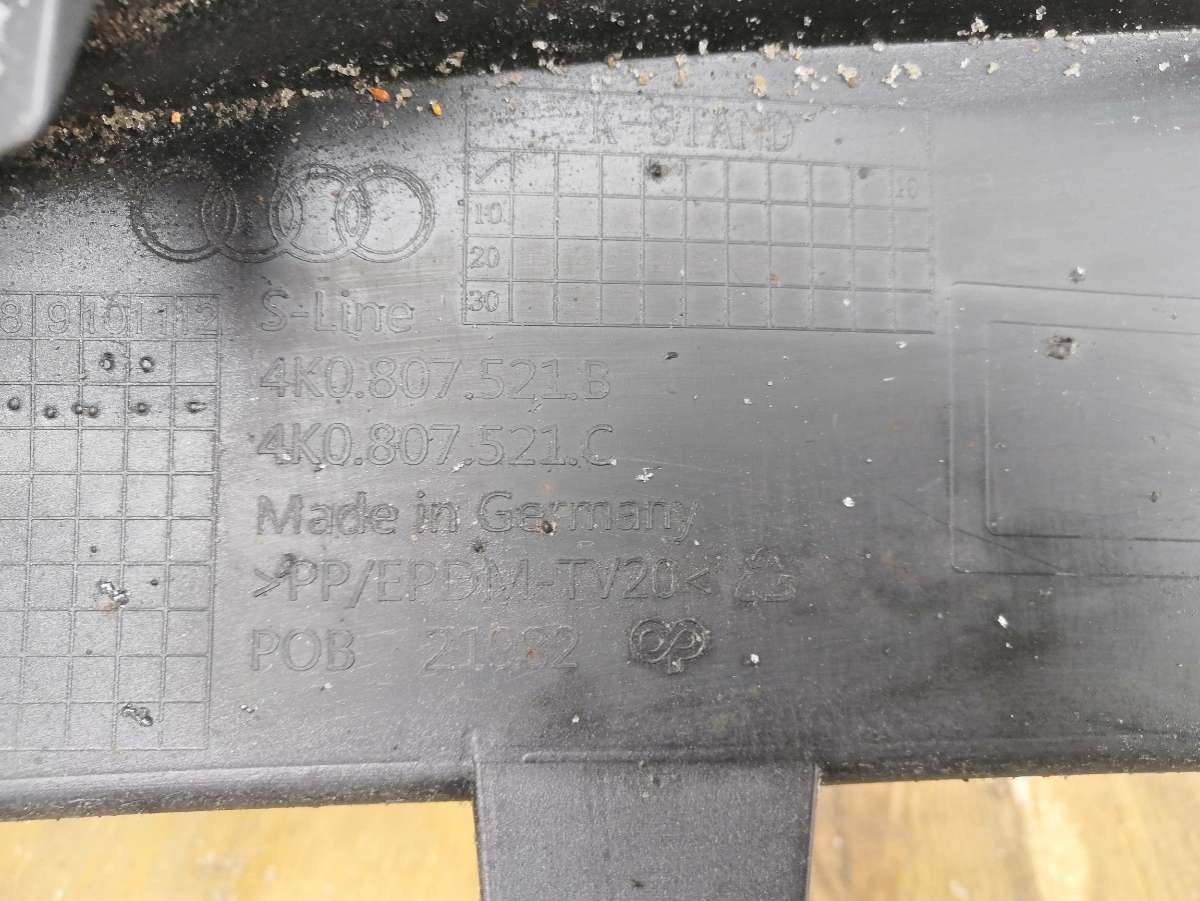 K-STAND
10
10
20
30
8 9 10 11 12
S-Line
4K0.807.521.B
4K0.807.521.C
Made in Germany
>PP/EPDM-TV20<
POB 21982